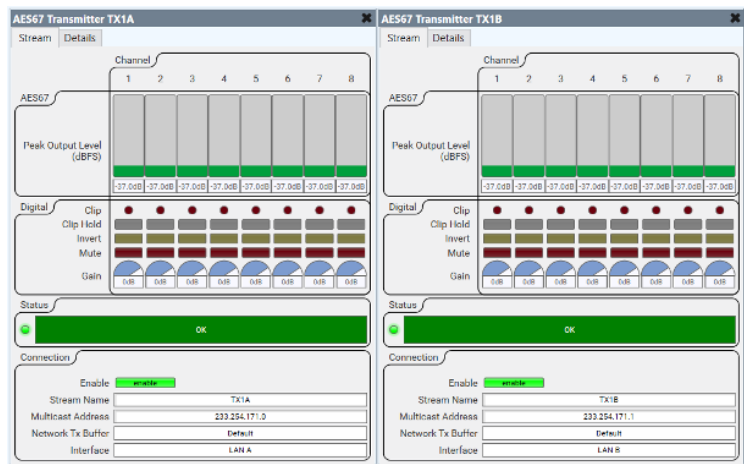 AES67 Transmitter TX1A
Stream Details
Channel
1 2 3 4 5 6 7 8
AES67
Peak Output Level
(dBFS)
-37.0dB -37.0dB -37.0dB -37.0dB -37.0dB -37.0dB -37.0dB -37.0dB
Digital
Clip
Clip Hold
Invert
Mute
Gain
0dB 0dB 0dB 0dB 0dB 0dB 0dB 0dB
Status
OK
Connection
Enable enable
Stream Name TX1A
Multicast Address 233.254.171.0
Network Tx Buffer Default
Interface LAN A
AES67 Transmitter TX1B
Stream Details
Channel
1 2 3 4 5 6 7 8
AES67
Peak Output Level
(dBFS)
-37.0dB -37.0dB -37.0dB -37.0dB -37.0dB -37.0dB -37.0dB -37.0dB
Digital
Clip
Clip Hold
Invert
Mute
Gain
0dB 0dB 0dB 0dB 0dB 0dB 0dB 0dB
Status
OK
Connection
Enable enable
Stream Name TX1B
Multicast Address 233.254.171.1
Network Tx Buffer Default
Interface LAN B